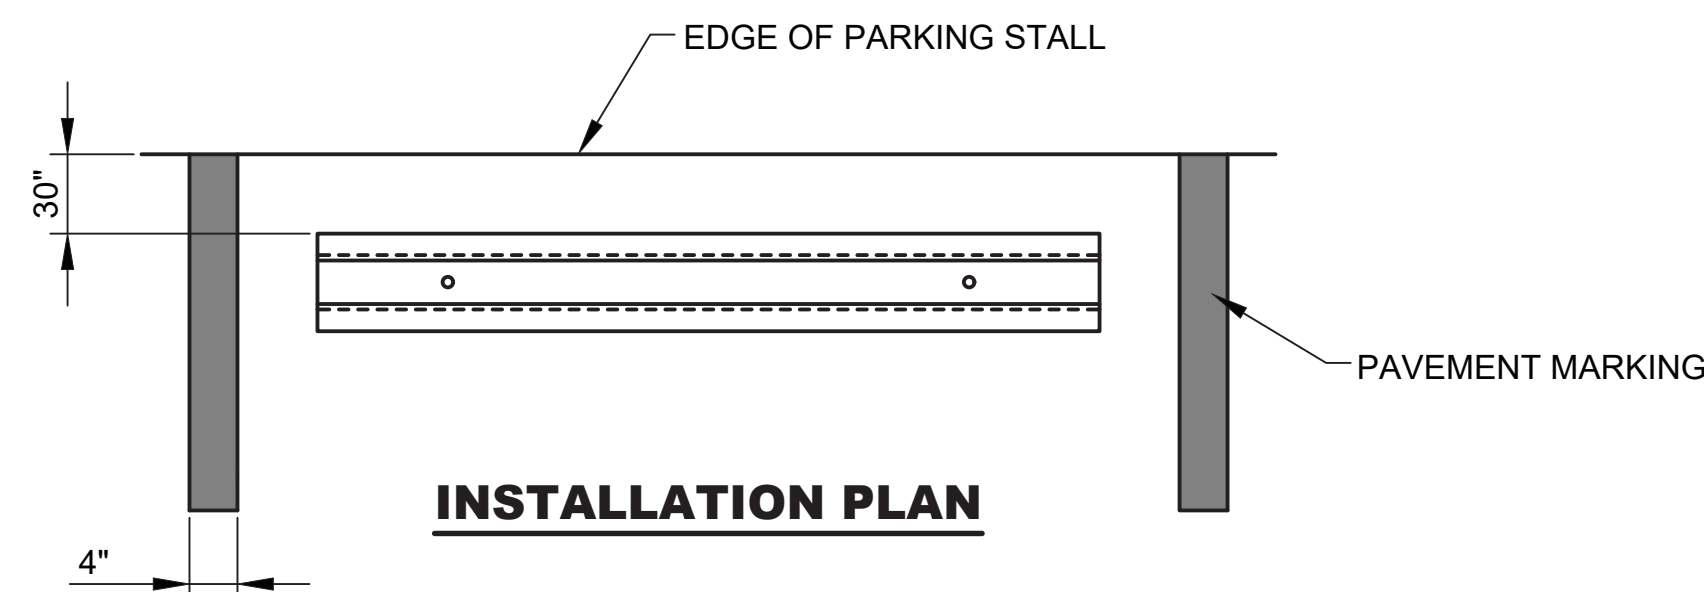 EDGE OF PARKING STALL
30"
PAVEMENT MARKING
INSTALLATION PLAN
4"